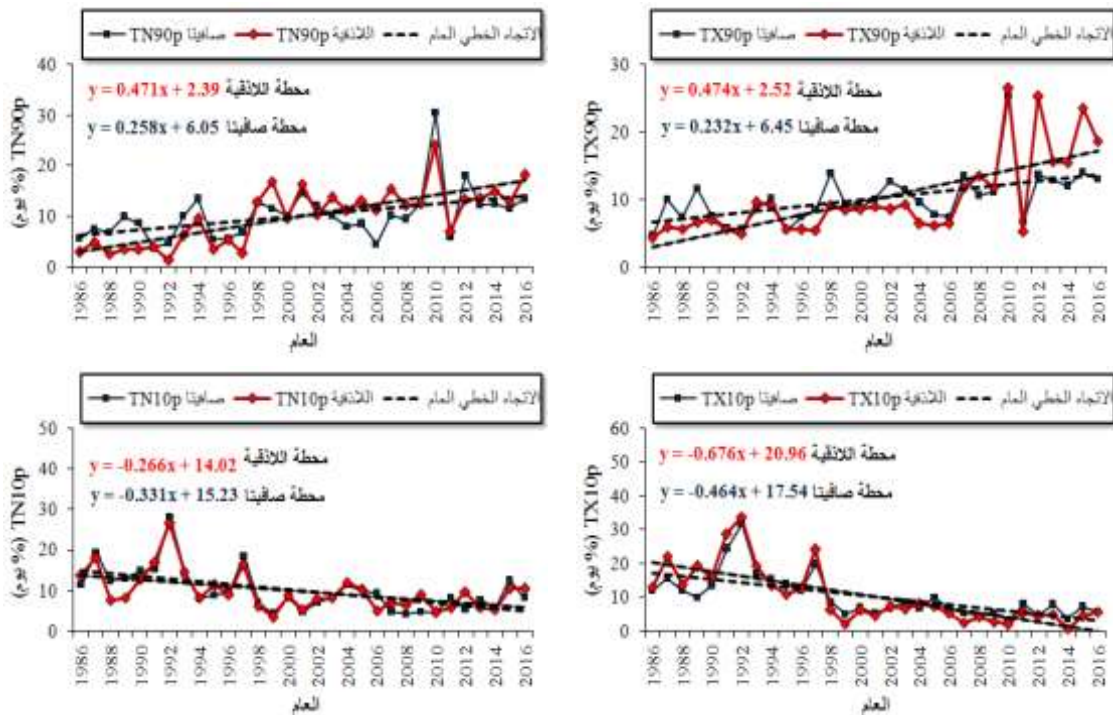 TN90p صافيتا TN90p اللاذقية الاتجاه الخطي العام
y = 0.471x + 2.39 محطة اللاذقية
y = 0.258x + 6.05 محطة صافيتا
TN90p (% يوم)
40
30
20
10
0
1986 1988 1990 1992 1994 1996 1998 2000 2002 2004 2006 2008 2010 2012 2014 2016
العام
TX90p صافيتا TX90p اللاذقية الاتجاه الخطي العام
y = 0.474x + 2.52 محطة اللاذقية
y = 0.232x + 6.45 محطة صافيتا
TX90p (% يوم)
30
20
10
0
1986 1988 1990 1992 1994 1996 1998 2000 2002 2004 2006 2008 2010 2012 2014 2016
العام
TN10p صافيتا TN10p اللاذقية الاتجاه الخطي العام
y = -0.266x + 14.02 محطة اللاذقية
y = -0.331x + 15.23 محطة صافيتا
TN10p (% يوم)
50
40
30
20
10
0
1986 1988 1990 1992 1994 1996 1998 2000 2002 2004 2006 2008 2010 2012 2014 2016
العام
TX10p صافيتا TX10p اللاذقية الاتجاه الخطي العام
y = -0.676x + 20.96 محطة اللاذقية
y = -0.464x + 17.54 محطة صافيتا
TX10p (% يوم)
60
50
40
30
20
10
0
1986 1988 1990 1992 1994 1996 1998 2000 2002 2004 2006 2008 2010 2012 2014 2016
العام